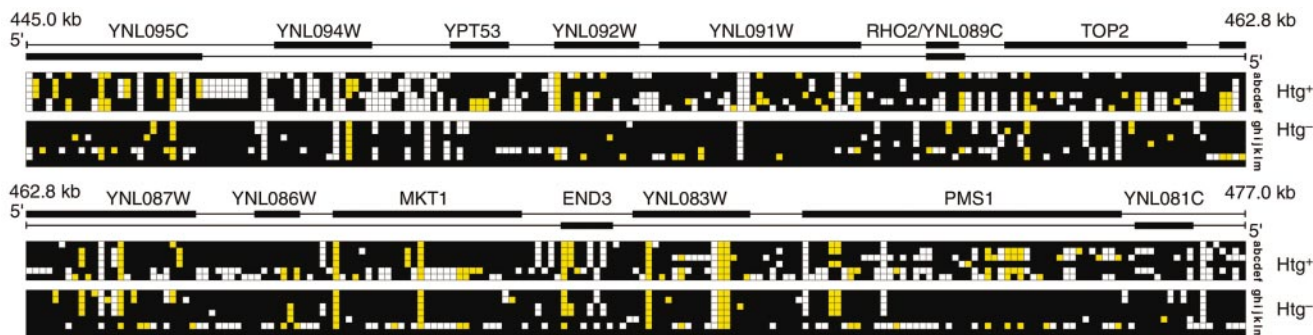 445.0 kb 462.8 kb
YNL095C YNL094W YPT53 YNL092W YNL091W RHO2/YNL089C TOP2
5'
5'
abcdef Htg+
ghijklm Htg–
462.8 kb 477.0 kb
YNL087W YNL086W MKT1 END3 YNL083W PMS1 YNL081C
5'
5'
abcdef Htg+
ghijklm Htg–